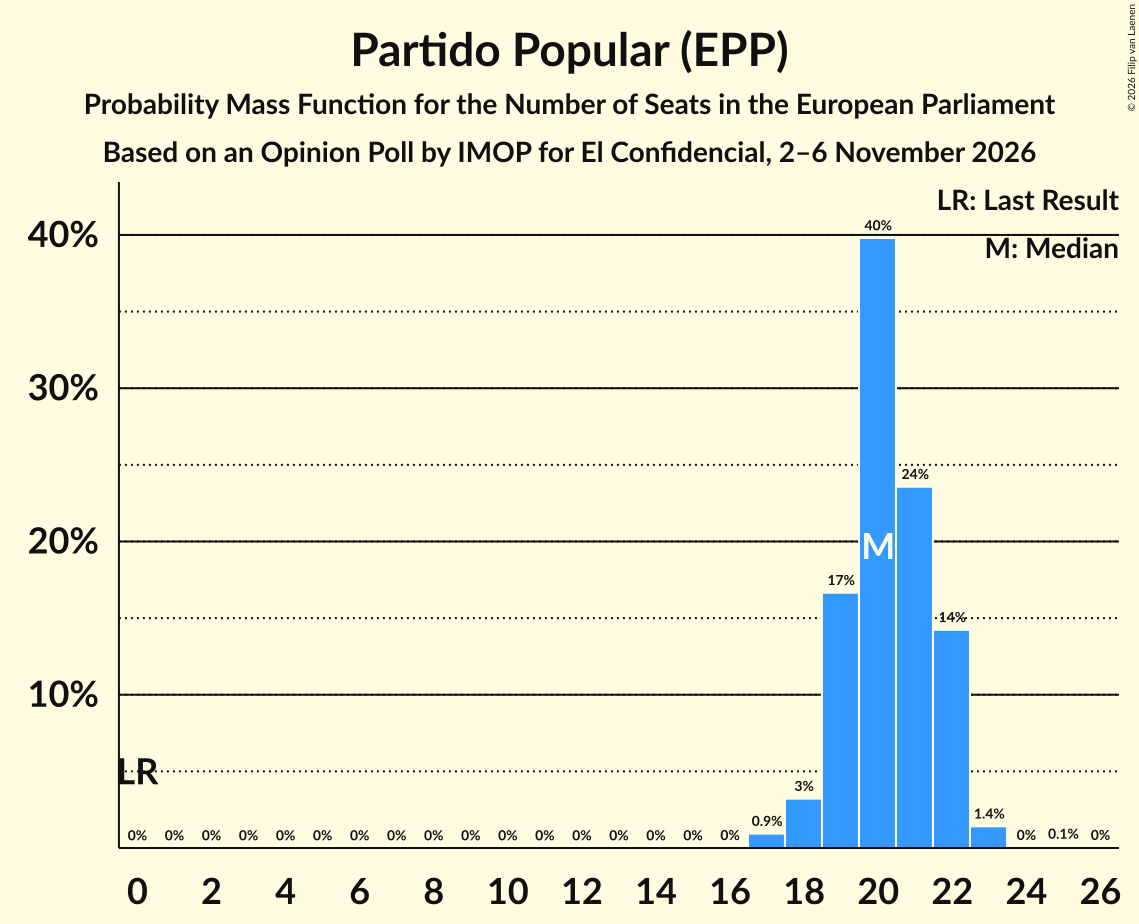 Partido Popular (EPP)
Probability Mass Function for the Number of Seats in the European Parliament
Based on an Opinion Poll by IMOP for El Confidencial, 2–6 November 2026
© 2026 Filip van Laenen
LR: Last Result
M: Median
40%
30%
20%
10%
LR
0% 0% 0% 0% 0% 0% 0% 0% 0% 0% 0% 0% 0% 0% 0% 0% 0% 0.9% 3% 17% 40% 24% 14% 1.4% 0% 0.1% 0%
M
0 2 4 6 8 10 12 14 16 18 20 22 24 26